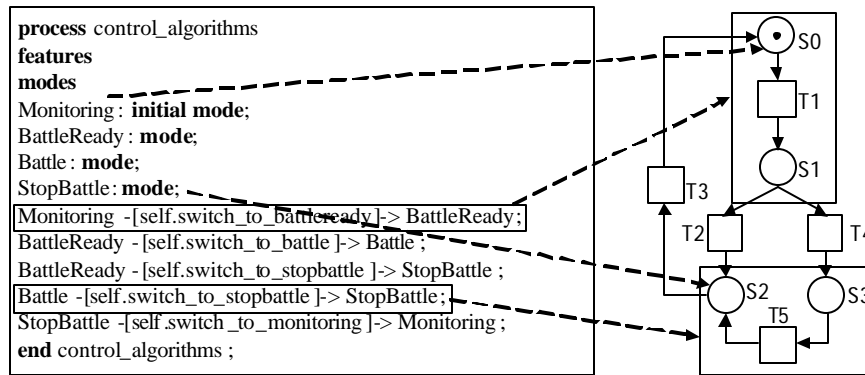 process control_algorithms
features
modes
Monitoring: initial mode;
BattleReady: mode;
Battle: mode;
StopBattle: mode;
Monitoring -[self.switch_to_battleready]-> BattleReady;
BattleReady -[self.switch_to_battle]-> Battle;
BattleReady -[self.switch_to_stopbattle]-> StopBattle;
Battle -[self.switch_to_stopbattle]-> StopBattle;
StopBattle -[self.switch_to_monitoring]-> Monitoring;
end control_algorithms;
S0
T1
S1
T3
T2
T4
S2
S3
T5